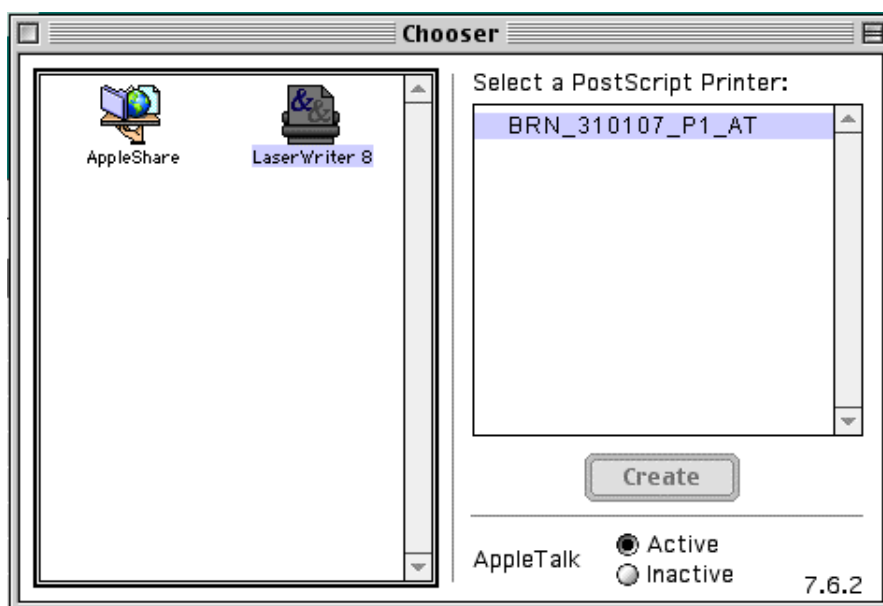 Chooser
AppleShare
LaserWriter 8
Select a PostScript Printer:
BRN_310107_P1_AT
Create
AppleTalk
Active
Inactive
7.6.2